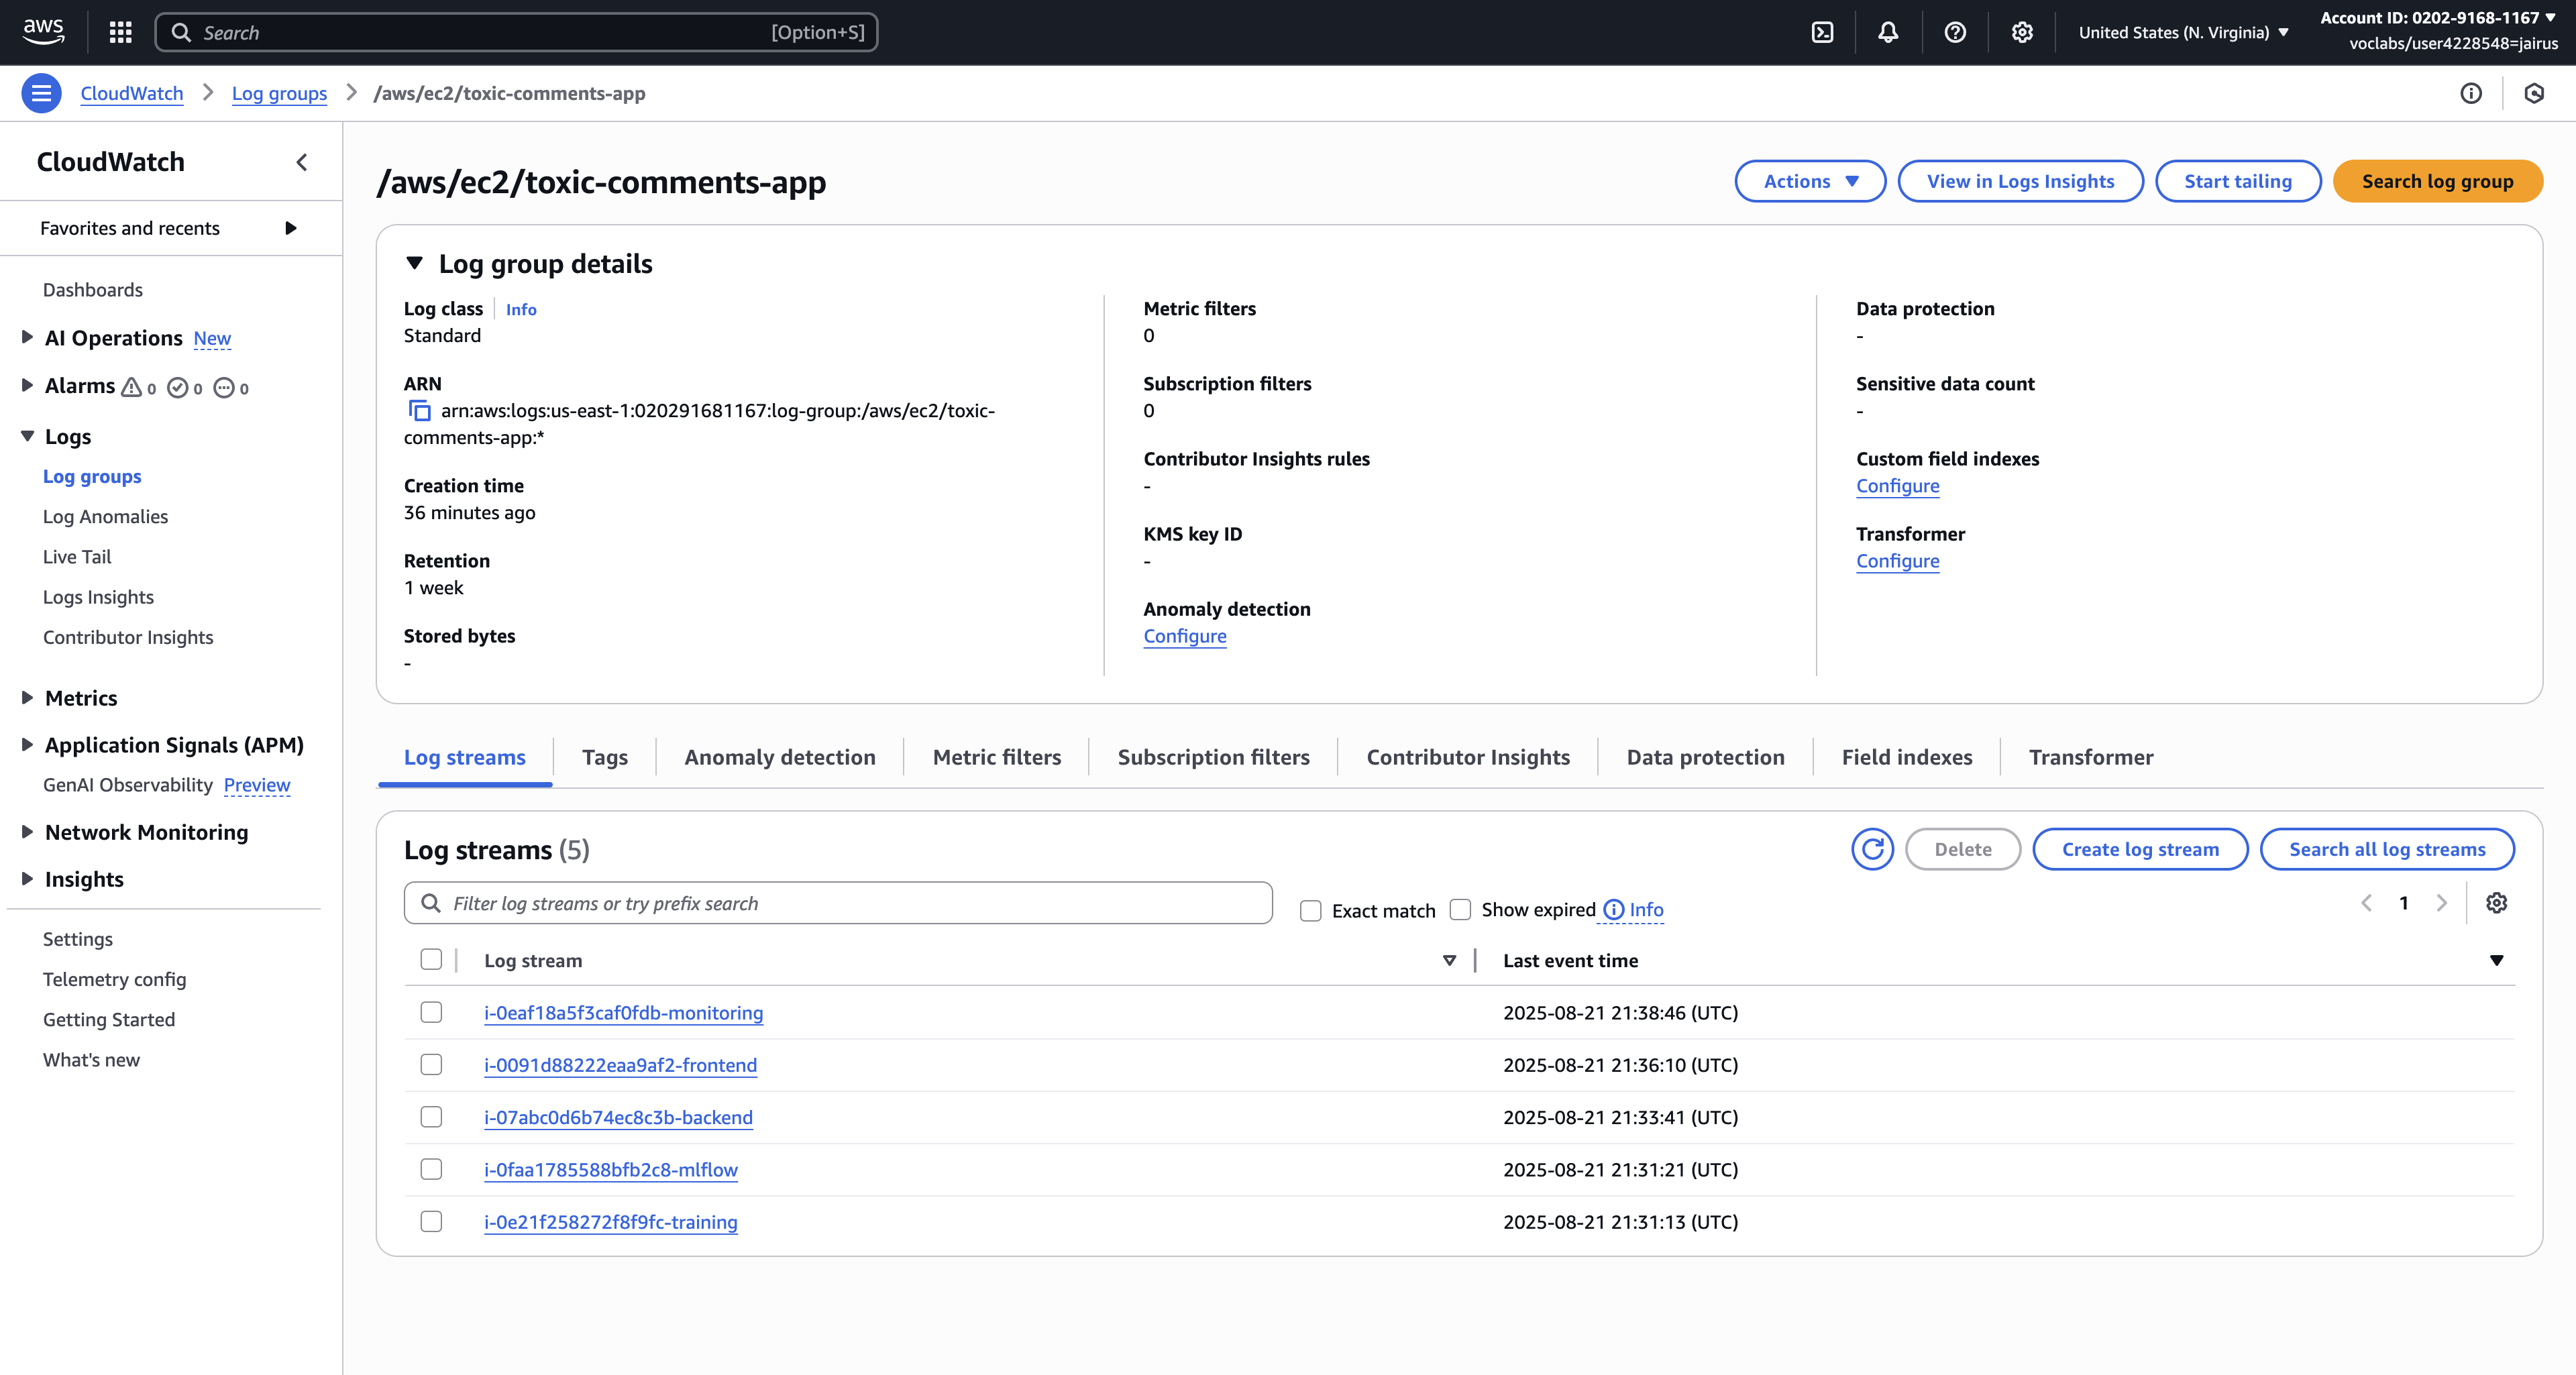 aws
Search
[Option+S]
United States (N. Virginia)
Account ID: 0202-9168-1167
voclabs/user4228548=jairus
CloudWatch
Log groups
/aws/ec2/toxic-comments-app
CloudWatch
Favorites and recents
Dashboards
AI Operations New
Alarms 0 0 0
Logs
Log groups
Log Anomalies
Live Tail
Logs Insights
Contributor Insights
Metrics
Application Signals (APM)
GenAI Observability Preview
Network Monitoring
Insights
Settings
Telemetry config
Getting Started
What's new
/aws/ec2/toxic-comments-app
Actions
View in Logs Insights
Start tailing
Search log group
Log group details
Log class Info
Standard
ARN
arn:aws:logs:us-east-1:020291681167:log-group:/aws/ec2/toxic-
comments-app:*
Creation time
36 minutes ago
Retention
1 week
Stored bytes
-
Metric filters
0
Subscription filters
0
Contributor Insights rules
-
KMS key ID
-
Anomaly detection
Configure
Data protection
-
Sensitive data count
-
Custom field indexes
Configure
Transformer
Configure
Log streams
Tags
Anomaly detection
Metric filters
Subscription filters
Contributor Insights
Data protection
Field indexes
Transformer
Log streams (5)
Delete
Create log stream
Search all log streams
Filter log streams or try prefix search
Exact match
Show expired Info
1
Log stream
Last event time
i-0eaf18a5f3caf0fdb-monitoring
2025-08-21 21:38:46 (UTC)
i-0091d88222eaa9af2-frontend
2025-08-21 21:36:10 (UTC)
i-07abc0d6b74ec8c3b-backend
2025-08-21 21:33:41 (UTC)
i-0faa1785588bfb2c8-mlflow
2025-08-21 21:31:21 (UTC)
i-0e21f258272f8f9fc-training
2025-08-21 21:31:13 (UTC)